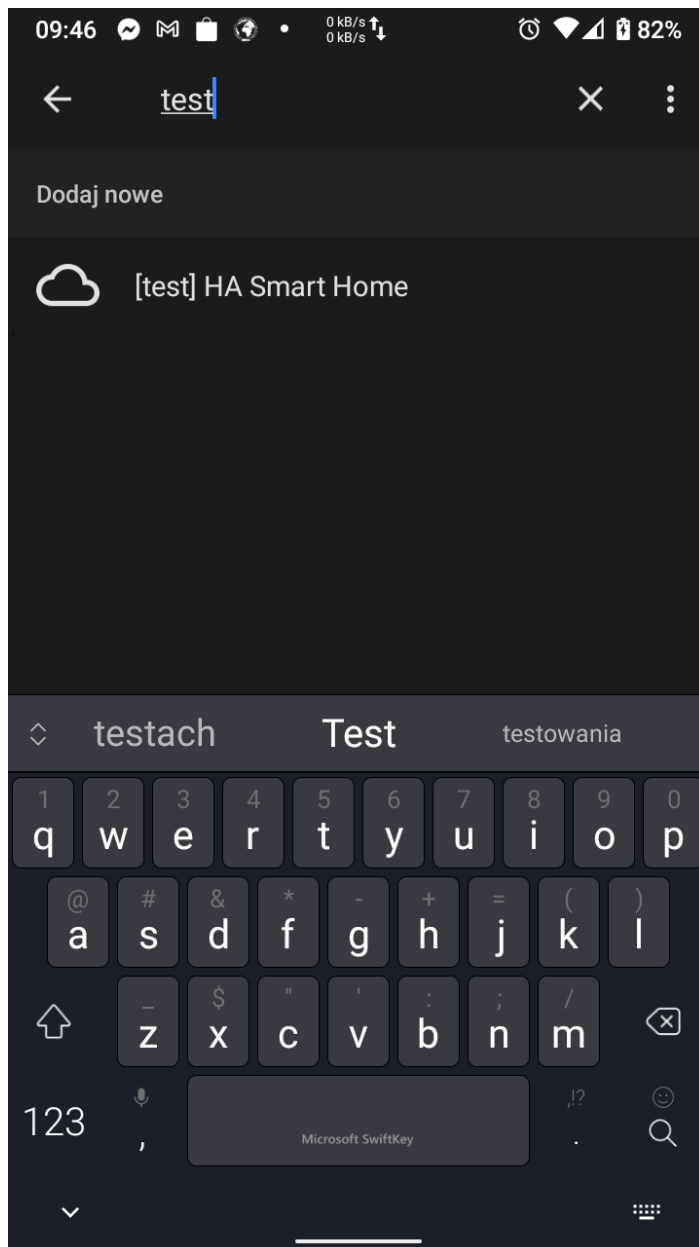 09:46 0 kB/s 82%
0 kB/s
test
Dodaj nowe
[test] HA Smart Home
testach Test testowania
1 2 3 4 5 6 7 8 9 0
q w e r t y u i o p
@ # & * - + = ( )
a s d f g h j k l
_ $ " ' : ; /
z x c v b n m
,!?
123 , Microsoft SwiftKey .